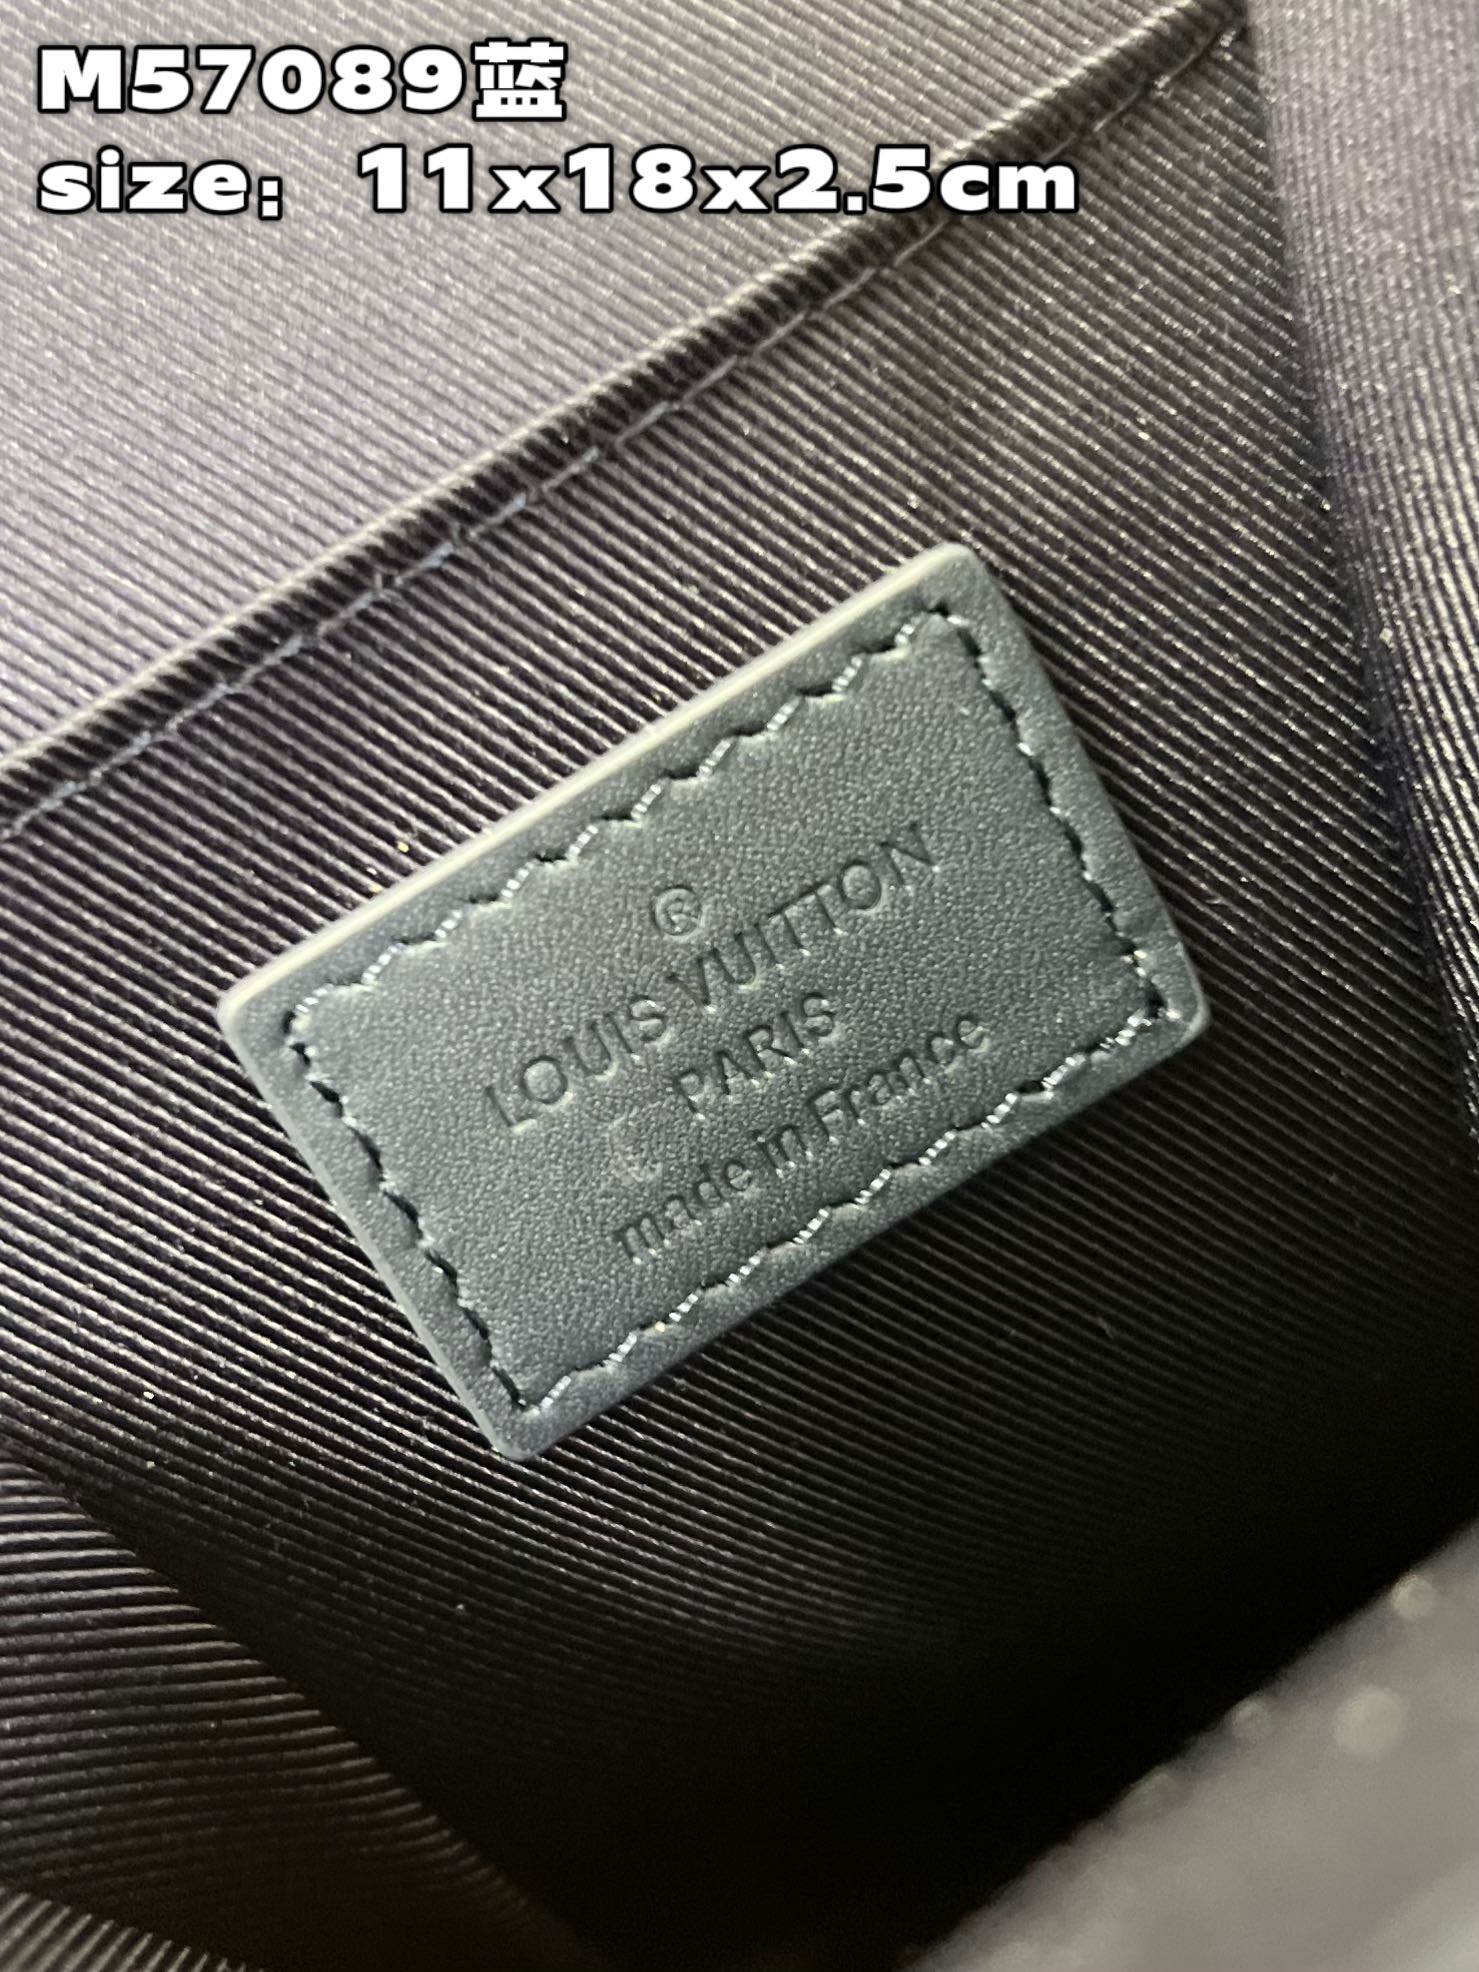 M57089蓝
size：11x18x2.5cm
®
LOUIS VUITTON
PARIS
made in France